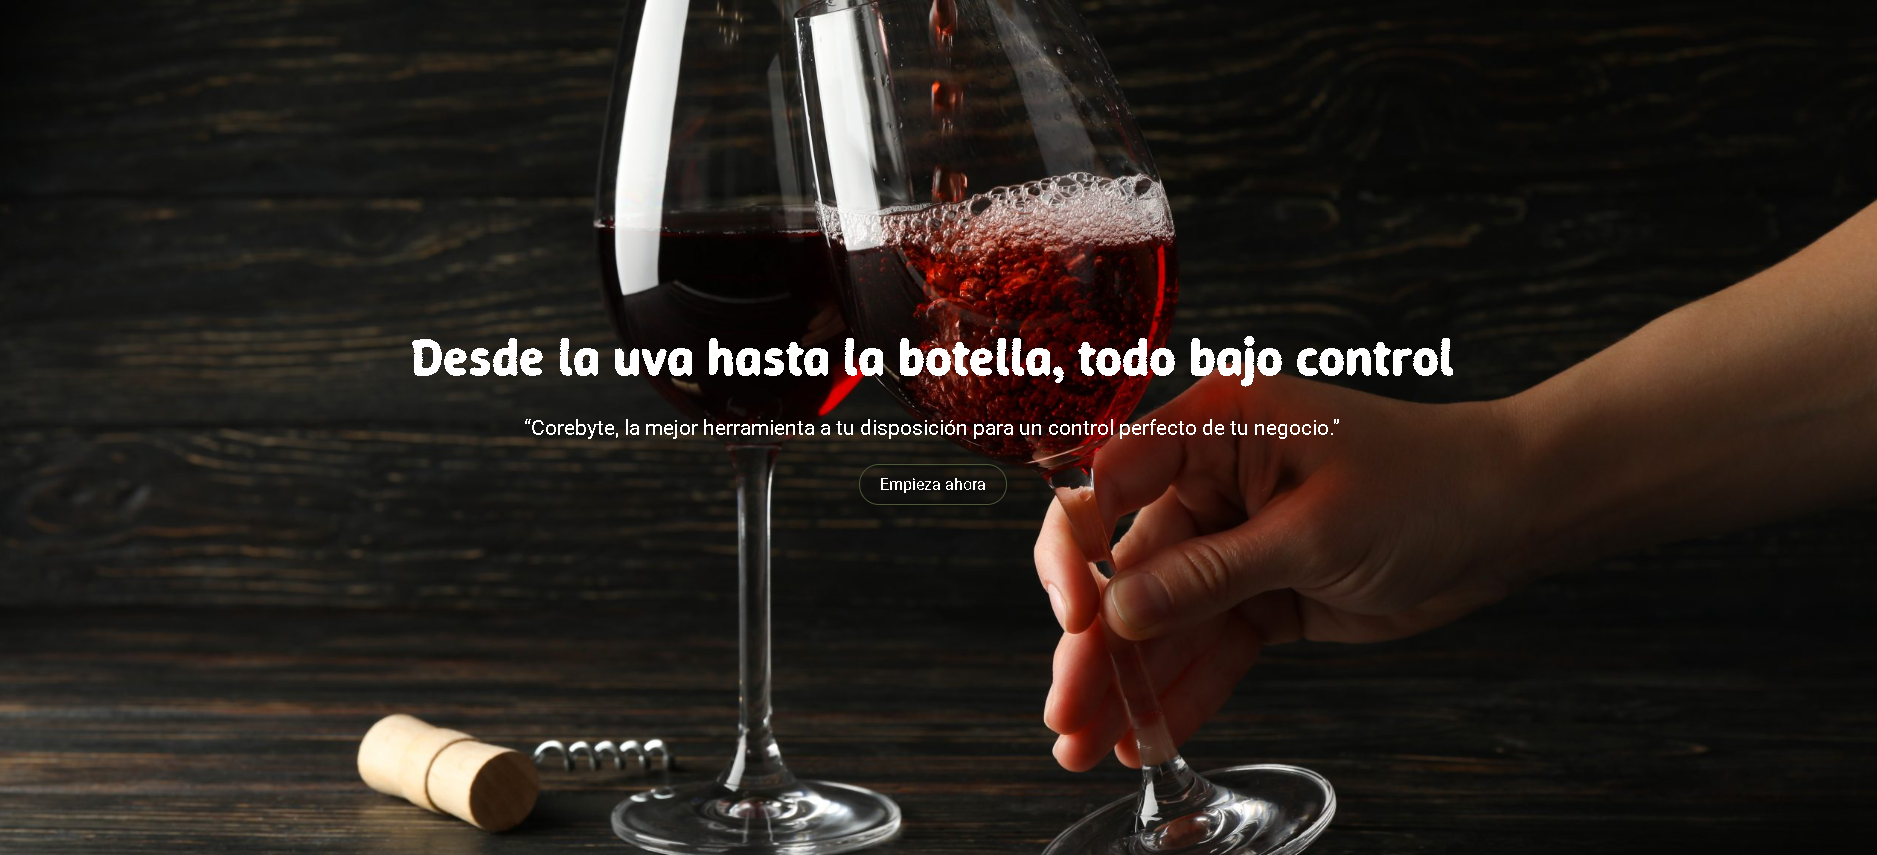 Desde la uva hasta la botella, todo bajo control
“Corebyte, la mejor herramienta a tu disposición para un control perfecto de tu negocio.”
Empieza ahora